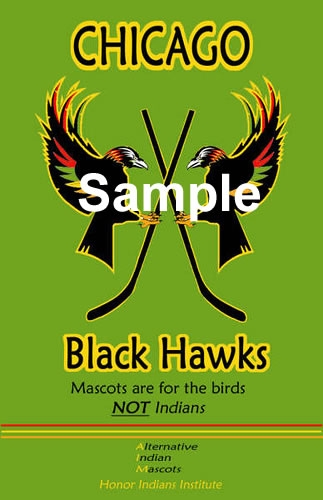 CHICAGO
Sample
Black Hawks
Mascots are for the birds
NOT Indians
Alternative
Indian
Mascots
Honor Indians Institute